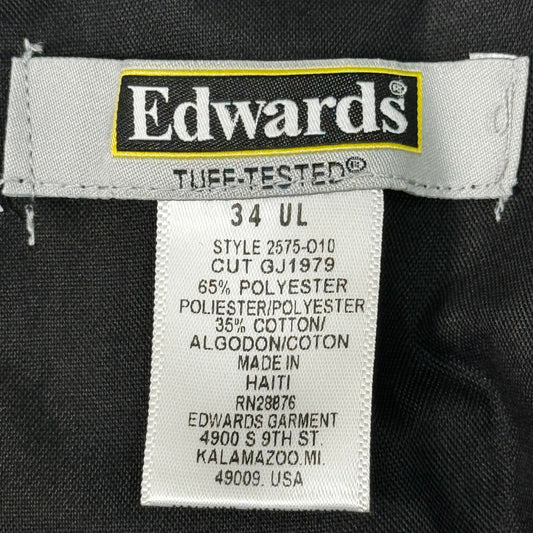 Edwards®
TUFF-TESTED®
34 UL
STYLE 2575-010
CUT GJ1979
65% POLYESTER
POLIESTER/POLYESTER
35% COTTON/
ALGODON/COTON
MADE IN
HAITI
RN28876
EDWARDS GARMENT
4900 S 9TH ST.
KALAMAZOO.MI.
49009. USA